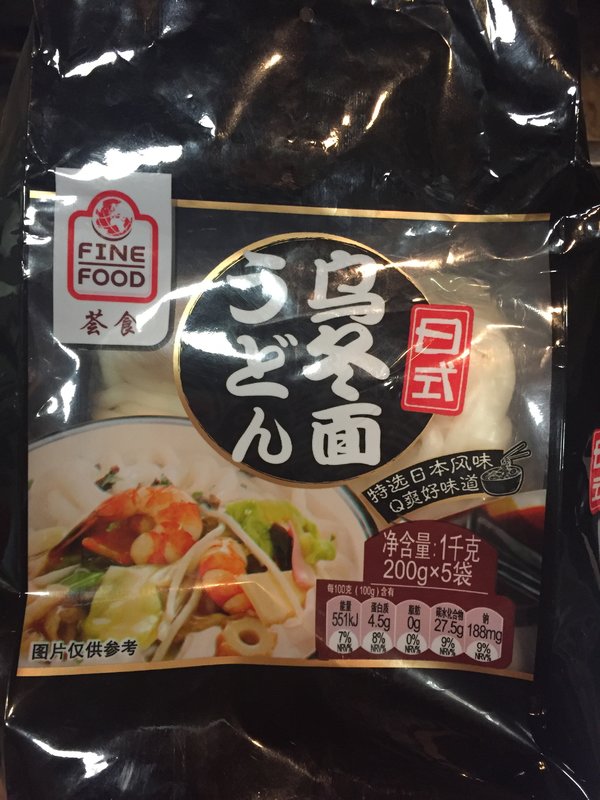 FINE
FOOD
荟食
乌冬面
うどん
日式
特选日本风味
Q爽好味道
净含量:1千克
200g×5袋
每100克(100g)含有
能量 蛋白质 脂肪 碳水化合物 钠
551kJ 4.5g 0g 27.5g 188mg
7% 8% 0% 9% 9%
NRV% NRV% NRV% NRV% NRV%
图片仅供参考
日
式